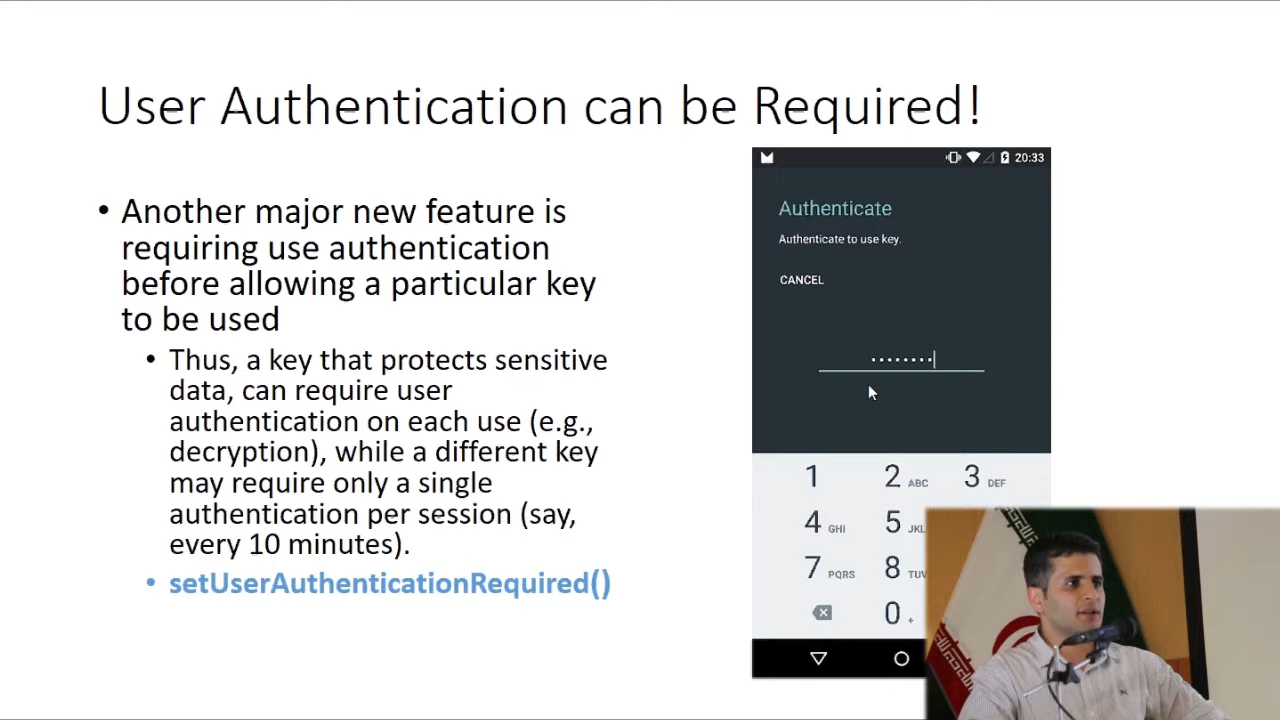 User Authentication can be Required!
• Another major new feature is
requiring use authentication
before allowing a particular key
to be used
• Thus, a key that protects sensitive
data, can require user
authentication on each use (e.g.,
decryption), while a different key
may require only a single
authentication per session (say,
every 10 minutes).
• setUserAuthenticationRequired()
20:33
Authenticate
Authenticate to use key.
CANCEL
1 2 ABC 3 DEF
4 GHI 5 JKL
7 PQRS 8 TUV
0 +